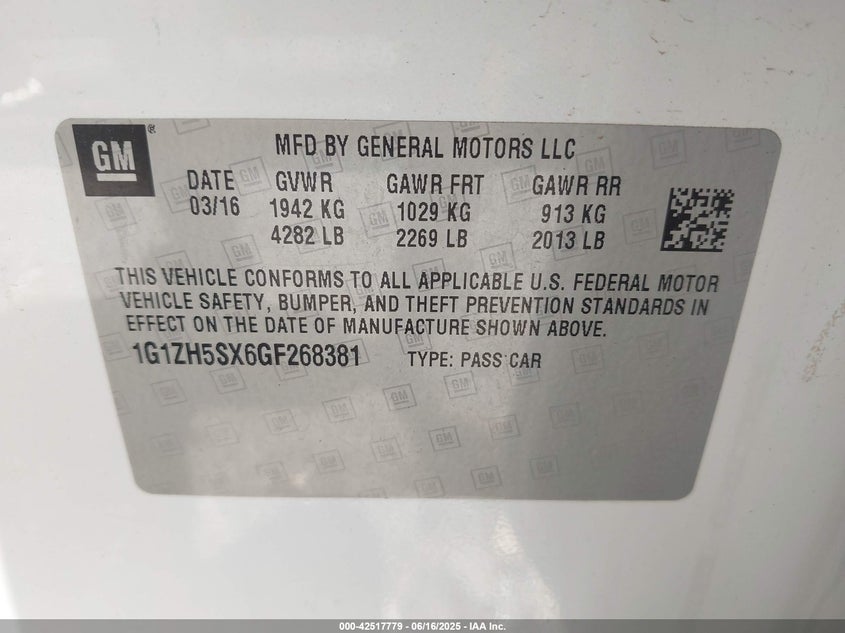 GM®
MFD BY GENERAL MOTORS LLC
DATE GVWR GAWR FRT GAWR RR
03/16 1942 KG 1029 KG 913 KG
4282 LB 2269 LB 2013 LB
THIS VEHICLE CONFORMS TO ALL APPLICABLE U.S. FEDERAL MOTOR
VEHICLE SAFETY, BUMPER, AND THEFT PREVENTION STANDARDS IN
EFFECT ON THE DATE OF MANUFACTURE SHOWN ABOVE.
1G1ZH5SX6GF268381 TYPE: PASS CAR
000-42517779 - 06/16/2025 - IAA Inc.